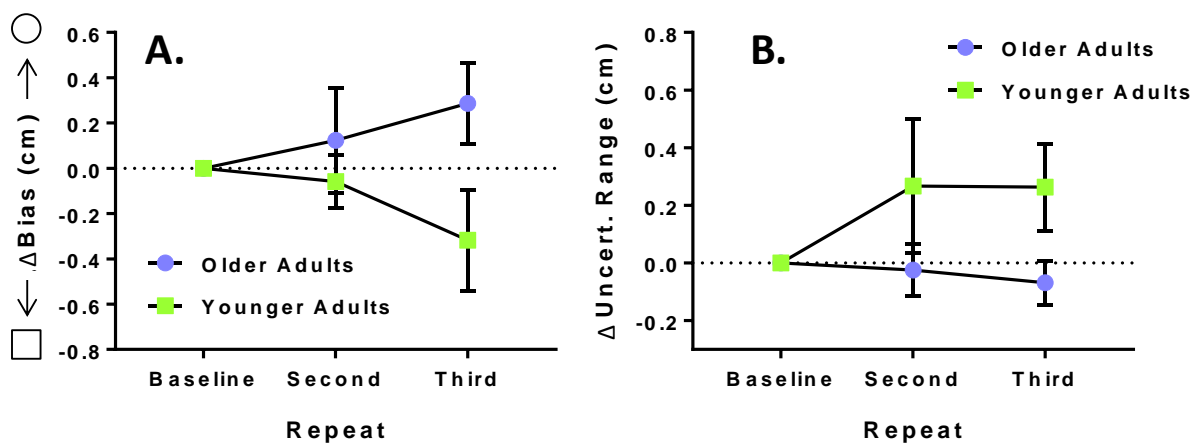 A.
ΔBias (cm)
0.6
0.4
0.2
0.0
-0.2
-0.4
-0.6
-0.8
Older Adults
Younger Adults
Baseline Second Third
Repeat
B.
Δ Uncert. Range (cm)
0.8
0.6
0.4
0.2
0.0
-0.2
Older Adults
Younger Adults
Baseline Second Third
Repeat